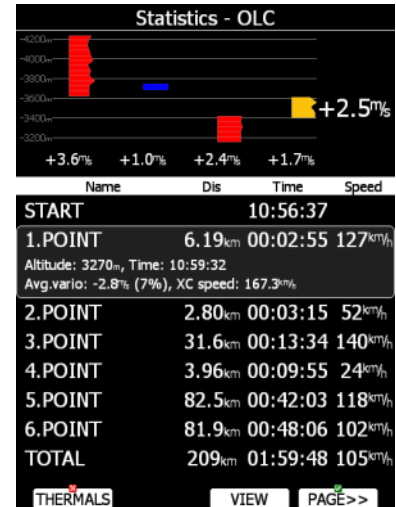 Statistics - OLC
-4200m
-4000m
-3800m
-3600m
-3400m
-3200m
+2.5m/s
+3.6m/s +1.0m/s +2.4m/s +1.7m/s
Name Dis Time Speed
START 10:56:37
1.POINT 6.19km 00:02:55 127km/h
Altitude: 3270m, Time: 10:59:32
Avg.vario: -2.8m/s (7%), XC speed: 167.3km/h
2.POINT 2.80km 00:03:15 52km/h
3.POINT 31.6km 00:13:34 140km/h
4.POINT 3.96km 00:09:55 24km/h
5.POINT 82.5km 00:42:03 118km/h
6.POINT 81.9km 00:48:06 102km/h
TOTAL 209km 01:59:48 105km/h
THERMALS VIEW PAGE>>